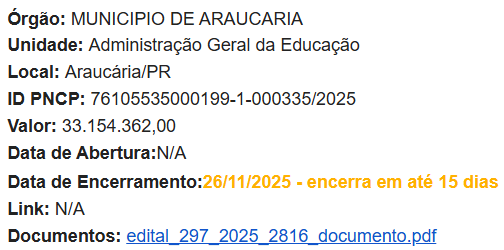 Órgão: MUNICIPIO DE ARAUCARIA
Unidade: Administração Geral da Educação
Local: Araucária/PR
ID PNCP: 76105535000199-1-000335/2025
Valor: 33.154.362,00
Data de Abertura:N/A
Data de Encerramento:26/11/2025 - encerra em até 15 dias
Link: N/A
Documentos: edital_297_2025_2816_documento.pdf